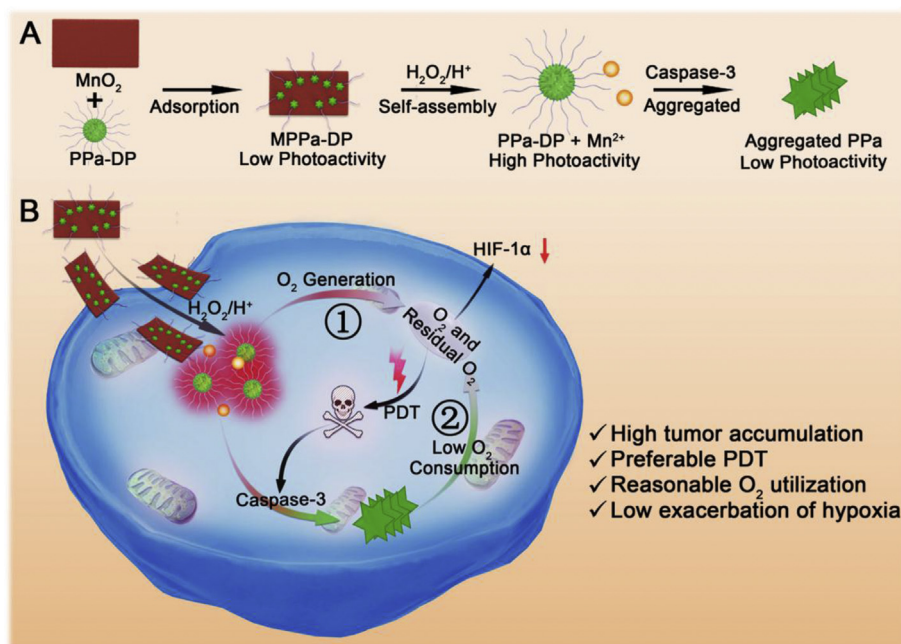 A
MnO₂
+
PPa-DP
Adsorption
MPPa-DP
Low Photoactivity
H₂O₂/H⁺
Self-assembly
PPa-DP + Mn²⁺
High Photoactivity
Caspase-3
Aggregated
Aggregated PPa
Low Photoactivity
B
H₂O₂/H⁺
O₂ Generation
①
HIF-1α
O₂ and
Residual O₂
PDT
②
Low O₂
Consumption
Caspase-3
✓High tumor accumulation
✓Preferable PDT
✓Reasonable O₂ utilization
✓Low exacerbation of hypoxia